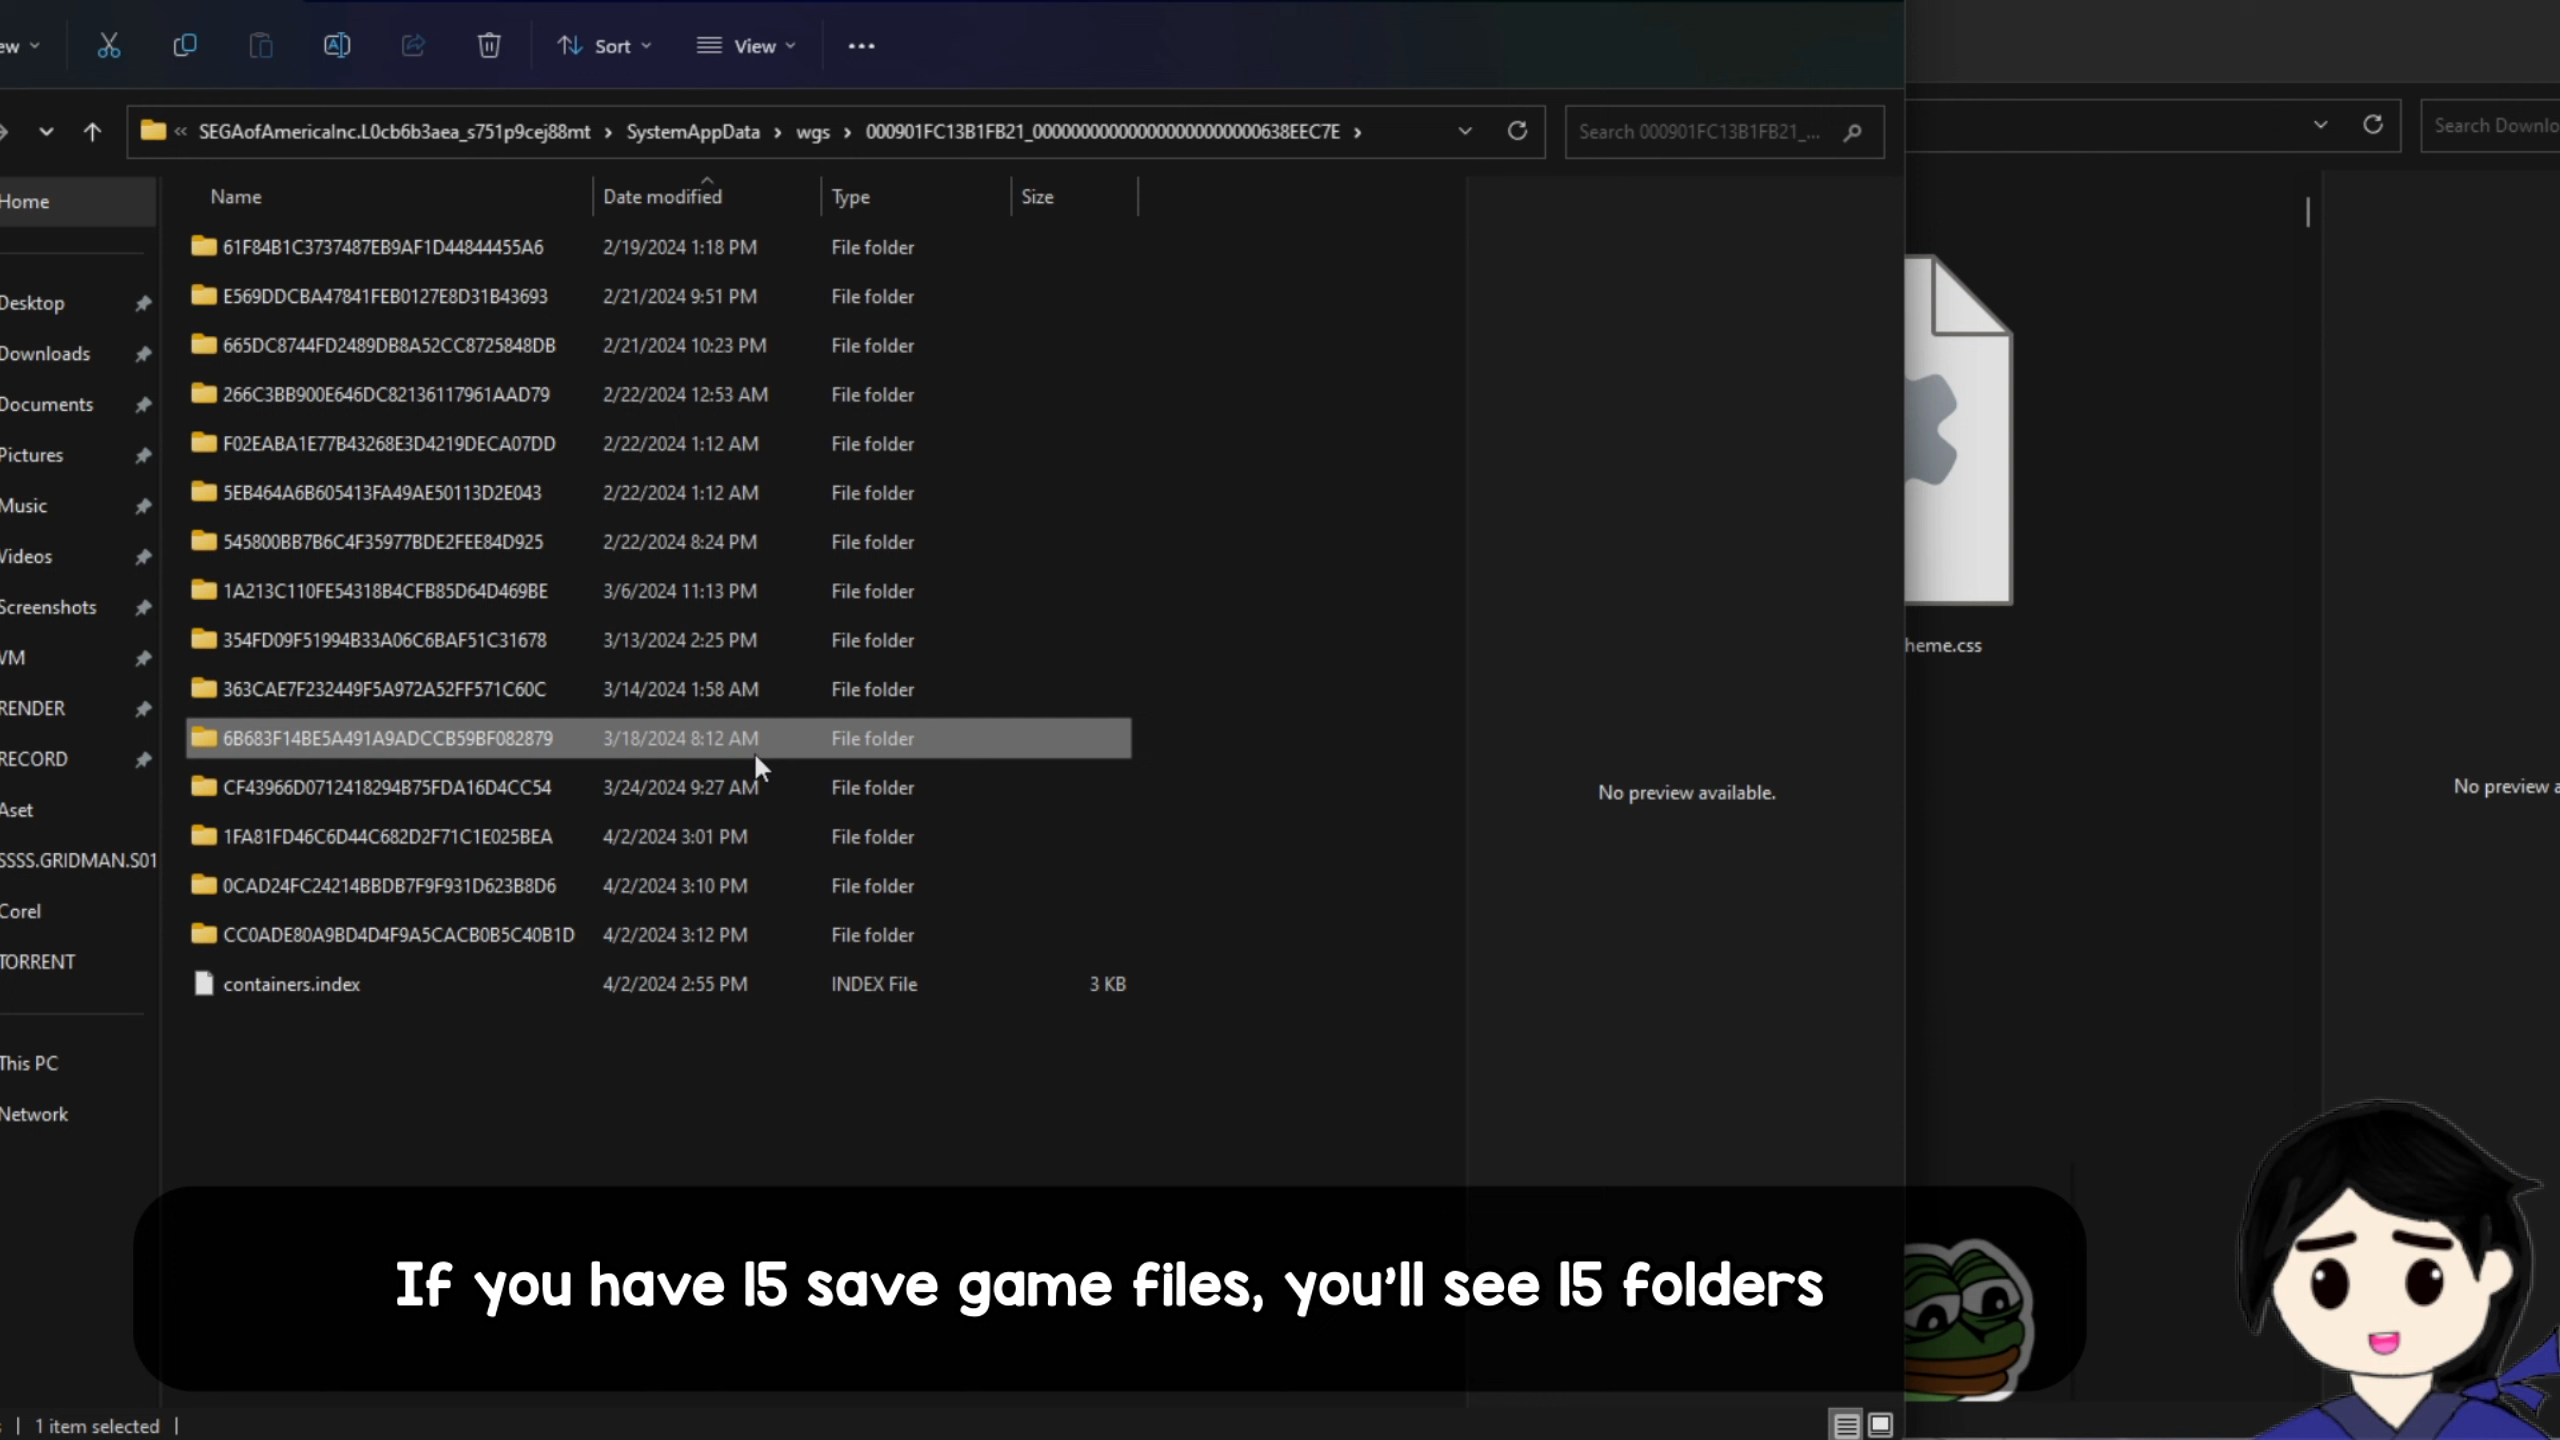 ew
Sort
View
SEGAofAmericaInc.L0cb6b3aea_s751p9cej88mt
SystemAppData
wgs
Search 000901FC13B1FB21_...
Search Downlo
Home
Desktop
Downloads
Documents
Pictures
Music
Videos
Screenshots
VM
RENDER
RECORD
Aset
SSSS.GRIDMAN.S01
Corel
TORRENT
This PC
Network
Name Date modified Type Size
61F84B1C3737487EB9AF1D44844455A6 2/19/2024 1:18 PM File folder
E569DDCBA47841FEB0127E8D31B43693 2/21/2024 9:51 PM File folder
665DC8744FD2489DB8A52CC8725848DB 2/21/2024 10:23 PM File folder
266C3BB900E646DC82136117961AAD79 2/22/2024 12:53 AM File folder
F02EABA1E77B43268E3D4219DECA07DD 2/22/2024 1:12 AM File folder
5EB464A6B605413FA49AE50113D2E043 2/22/2024 1:12 AM File folder
545800BB7B6C4F35977BDE2FEE84D925 2/22/2024 8:24 PM File folder
1A213C110FE54318B4CFB85D64D469BE 3/6/2024 11:13 PM File folder
354FD09F51994B33A06C6BAF51C31678 3/13/2024 2:25 PM File folder
363CAE7F232449F5A972A52FF571C60C 3/14/2024 1:58 AM File folder
6B683F14BE5A491A9ADCCB59BF082879 3/18/2024 8:12 AM File folder
CF43966D0712418294B75FDA16D4CC54 3/24/2024 9:27 AM File folder
1FA81FD46C6D44C682D2F71C1E025BEA 4/2/2024 3:01 PM File folder
0CAD24FC24214BBDB7F9F931D623B8D6 4/2/2024 3:10 PM File folder
CC0ADE80A9BD4D4F9A5CACB0B5C40B1D 4/2/2024 3:12 PM File folder
containers.index 4/2/2024 2:55 PM INDEX File 3 KB
No preview available.
heme.css
No preview a
If you have 15 save game files, you'll see 15 folders
1 item selected